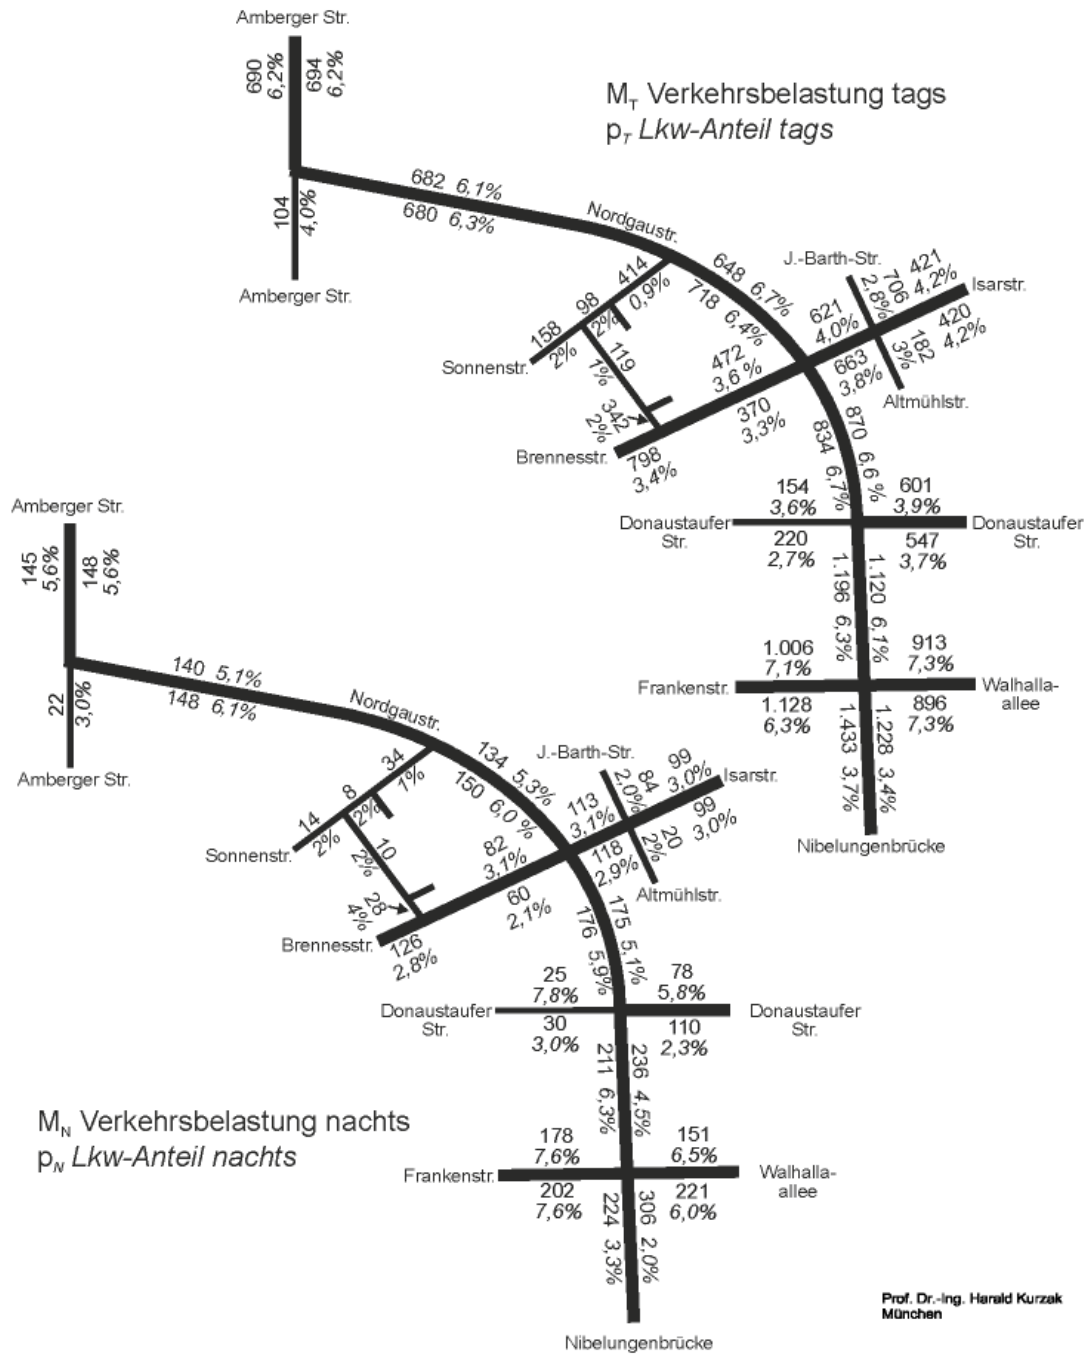 Amberger Str.
690
6,2%
694
6,2%
M_T Verkehrsbelastung tags
p_T Lkw-Anteil tags
682 6,1%
680 6,3%
104
4,0%
Amberger Str.
Nordgaustr.
648 6,7%
718 6,4%
J.-Barth-Str.
706
2,8%
421
4,2%
Isarstr.
420
4,2%
182
3%
Altmühlstr.
621
4,0%
663
3,8%
414
0,9%
98
2%
158
2%
Sonnenstr.
119
1%
342
2%
472
3,6 %
370
3,3%
Brennesstr.
798
3,4%
870 6,6 %
834 6,7%
154
3,6%
601
3,9%
Donaustaufer
Str.
Donaustaufer
Str.
220
2,7%
547
3,7%
1.196 6,3%
1.120 6,1%
1.006
7,1%
913
7,3%
Frankenstr.
Walhalla-
allee
1.128
6,3%
896
7,3%
1.433 3,7%
1.228 3,4%
Nibelungenbrücke
Amberger Str.
145
5,6%
148
5,6%
140 5,1%
148 6,1%
22
3,0%
Amberger Str.
Nordgaustr.
134 5,3%
150 6,0 %
J.-Barth-Str.
84
2,0%
99
3,0%
Isarstr.
99
3,0%
20
2%
Altmühlstr.
113
3,1%
118
2,9%
34
1%
8
2%
14
2%
Sonnenstr.
10
2%
28
4%
82
3,1%
60
2,1%
Brennesstr.
126
2,8%
175 5,1%
176 5,9%
25
7,8%
78
5,8%
Donaustaufer
Str.
Donaustaufer
Str.
30
3,0%
110
2,3%
211 6,3%
236 4,5%
M_N Verkehrsbelastung nachts
p_N Lkw-Anteil nachts
178
7,6%
151
6,5%
Frankenstr.
Walhalla-
allee
202
7,6%
221
6,0%
224 3,3%
306 2,0%
Nibelungenbrücke
Prof. Dr.-Ing. Harald Kurzak
München